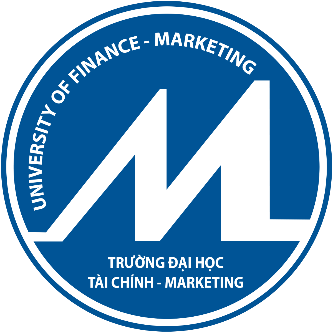 UNIVERSITY OF FINANCE - MARKETING
TRƯỜNG ĐẠI HỌC
TÀI CHÍNH - MARKETING